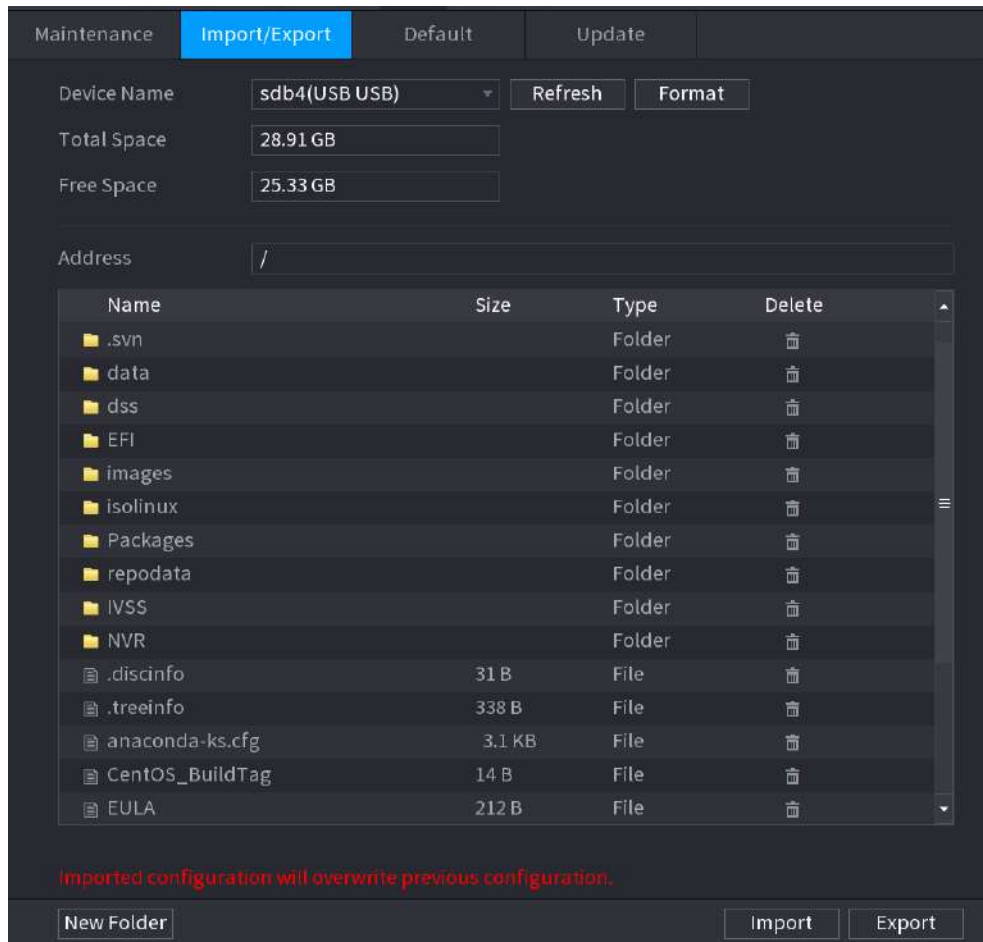 Maintenance Import/Export Default Update
Device Name sdb4(USB USB) Refresh Format
Total Space 28.91 GB
Free Space 25.33 GB
Address /
Name Size Type Delete
.svn Folder
data Folder
dss Folder
EFI Folder
images Folder
isolinux Folder
Packages Folder
repodata Folder
IVSS Folder
NVR Folder
.discinfo 31 B File
.treeinfo 338 B File
anaconda-ks.cfg 3.1 KB File
CentOS_BuildTag 14 B File
EULA 212 B File
Imported configuration will overwrite previous configuration.
New Folder Import Export